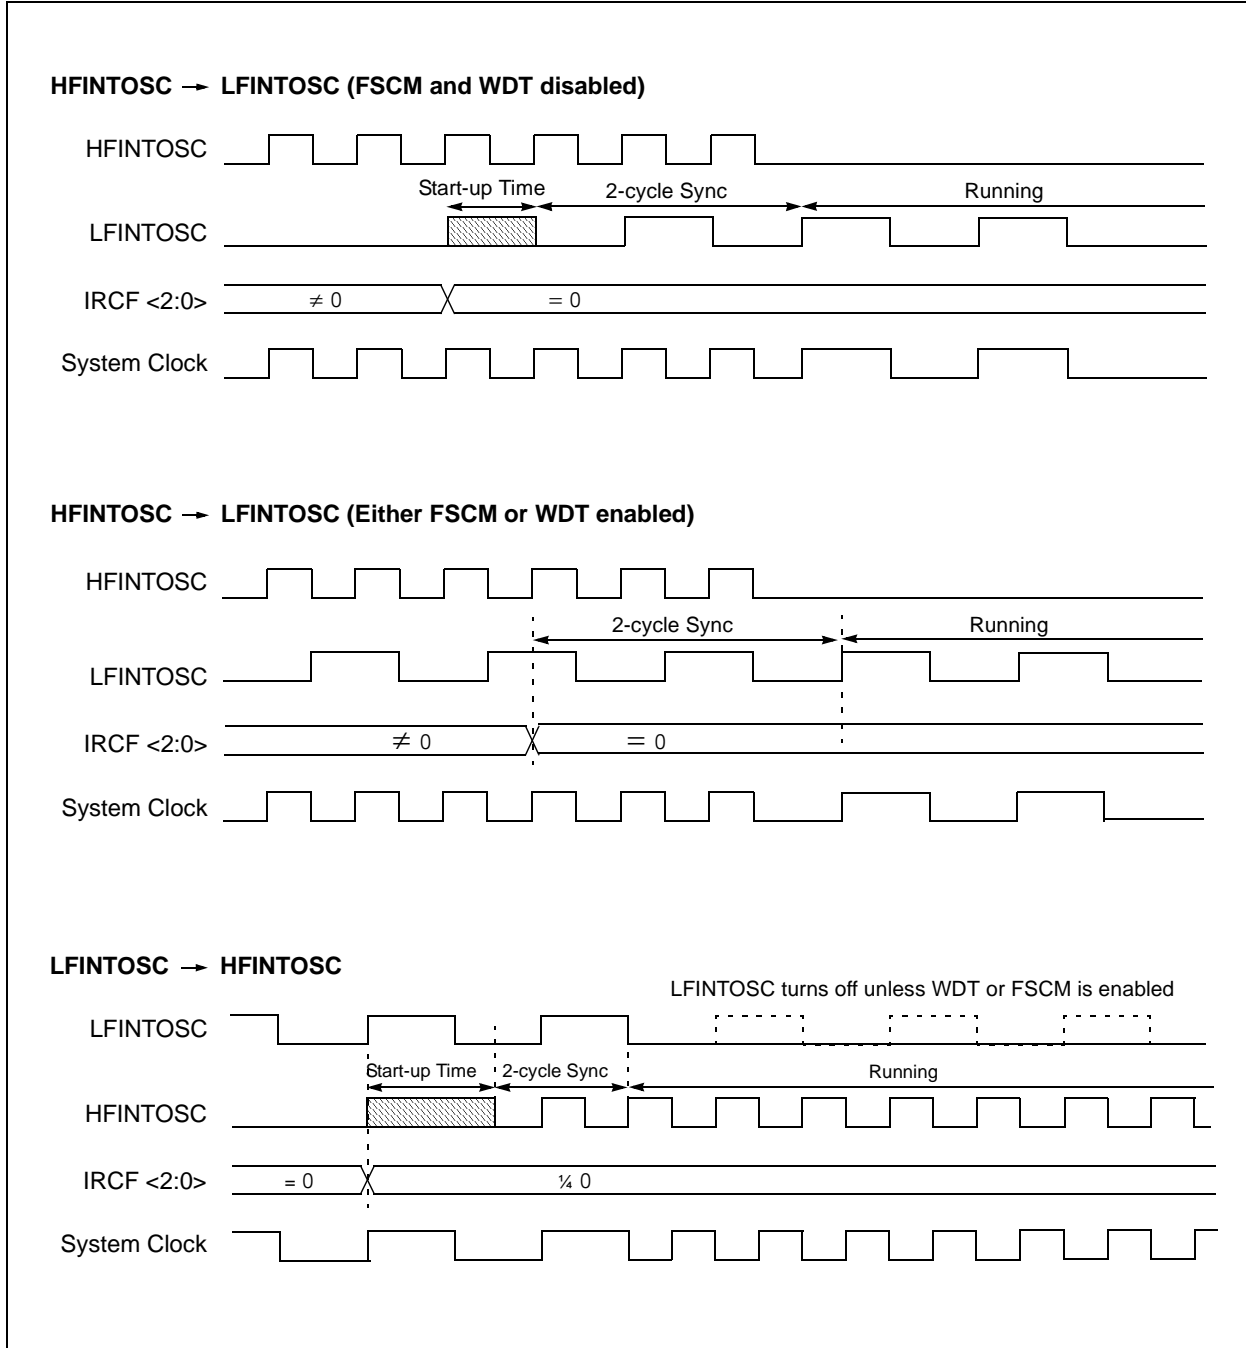 HFINTOSC → LFINTOSC (FSCM and WDT disabled)
HFINTOSC
Start-up Time 2-cycle Sync Running
LFINTOSC
IRCF <2:0> ≠ 0 = 0
System Clock
HFINTOSC → LFINTOSC (Either FSCM or WDT enabled)
HFINTOSC
2-cycle Sync Running
LFINTOSC
IRCF <2:0> ≠ 0 = 0
System Clock
LFINTOSC → HFINTOSC
LFINTOSC turns off unless WDT or FSCM is enabled
LFINTOSC
Start-up Time 2-cycle Sync Running
HFINTOSC
IRCF <2:0> = 0 ¼ 0
System Clock